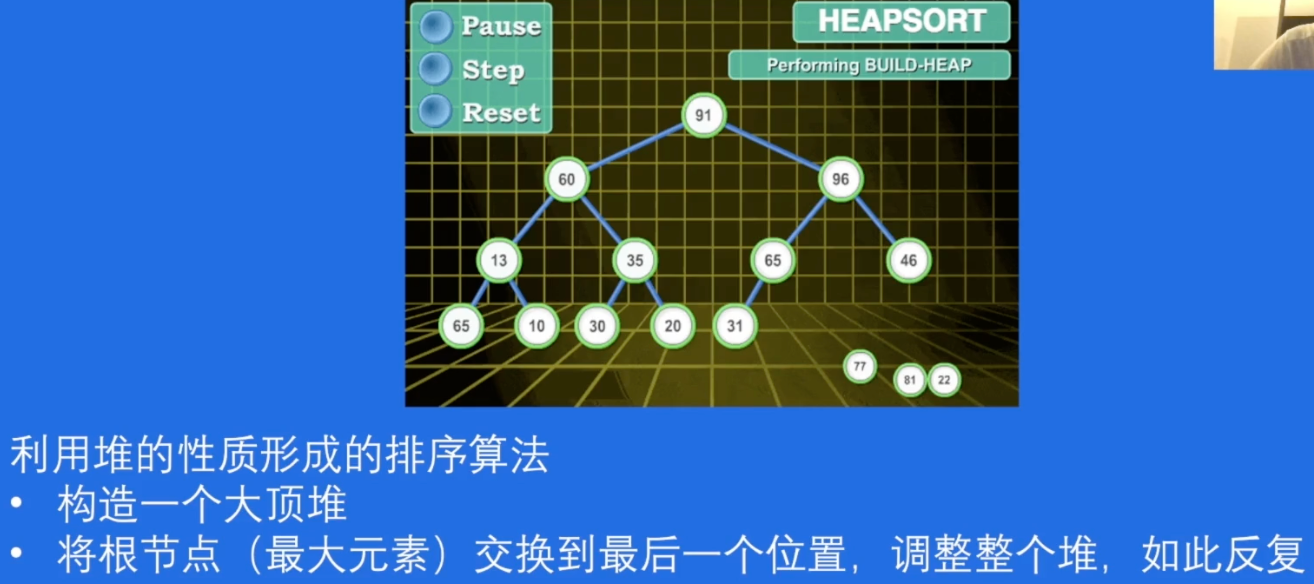 Pause
HEAPSORT
Step
Performing BUILD-HEAP
Reset
91
60
96
13
35
65
46
65
10
30
20
31
77
81
22
利用堆的性质形成的排序算法
• 构造一个大顶堆
• 将根节点（最大元素）交换到最后一个位置，调整整个堆，如此反复